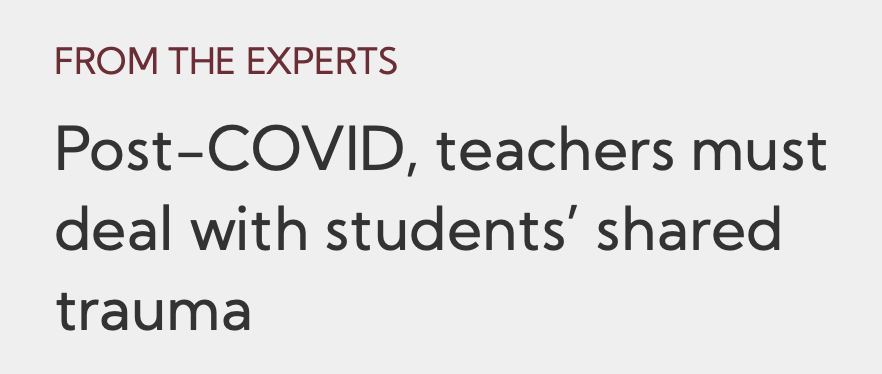 FROM THE EXPERTS
Post-COVID, teachers must
deal with students’ shared
trauma